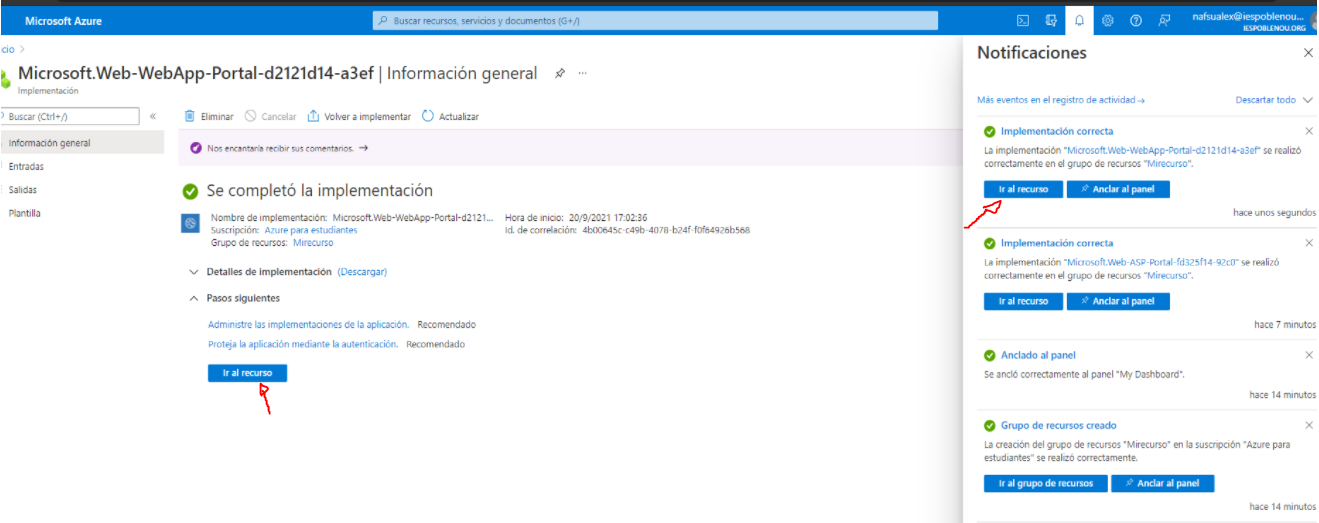 Microsoft Azure
Buscar recursos, servicios y documentos (G+/)
nafsualex@iespoblenou...
IESPOBLENOU.ORG
cio >
Microsoft.Web-WebApp-Portal-d2121d14-a3ef | Información general
Implementación
Buscar (Ctrl+/)
Información general
Entradas
Salidas
Plantilla
Eliminar Cancelar Volver a implementar Actualizar
Nos encantaría recibir sus comentarios. →
Se completó la implementación
Nombre de implementación: Microsoft.Web-WebApp-Portal-d2121...
Suscripción: Azure para estudiantes
Grupo de recursos: Mirecurso
Hora de inicio: 20/9/2021 17:02:36
Id. de correlación: 4b00645c-c49b-4078-b24f-f0f64926b568
Detalles de implementación (Descargar)
Pasos siguientes
Administre las implementaciones de la aplicación. Recomendado
Proteja la aplicación mediante la autenticación. Recomendado
Ir al recurso
Notificaciones
Más eventos en el registro de actividad →
Descartar todo
Implementación correcta
La implementación "Microsoft.Web-WebApp-Portal-d2121d14-a3ef" se realizó
correctamente en el grupo de recursos "Mirecurso".
Ir al recurso
Anclar al panel
hace unos segundos
Implementación correcta
La implementación "Microsoft.Web-ASP-Portal-fd325f14-92c0" se realizó
correctamente en el grupo de recursos "Mirecurso".
Ir al recurso
Anclar al panel
hace 7 minutos
Anclado al panel
Se ancló correctamente al panel "My Dashboard".
hace 14 minutos
Grupo de recursos creado
La creación del grupo de recursos "Mirecurso" en la suscripción "Azure para
estudiantes" se realizó correctamente.
Ir al grupo de recursos
Anclar al panel
hace 14 minutos